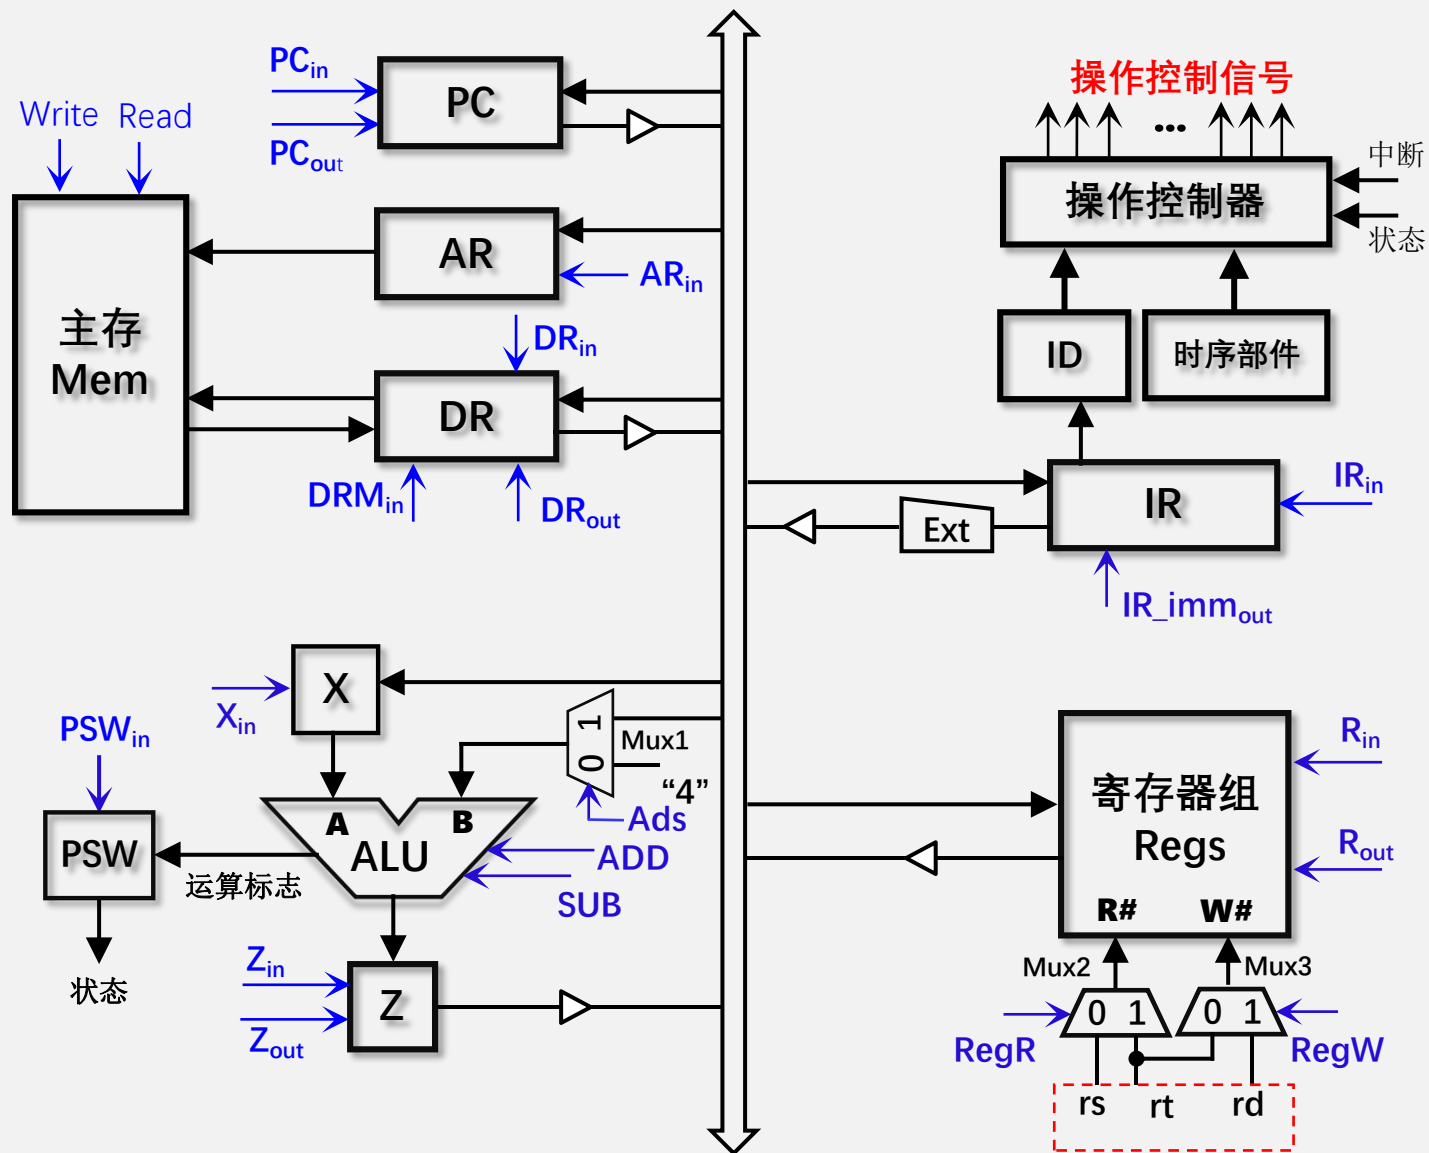 PCin
PCout
PC
Write
Read
AR
ARin
主存
Mem
DRin
DR
DRMin
DRout
操作控制信号
...
操作控制器
中断
状态
ID
时序部件
IR
IRin
Ext
IR_immout
X
Xin
1
0
Mux1
“4”
Ads
PSWin
PSW
A
B
ALU
ADD
SUB
运算标志
状态
Zin
Z
Zout
寄存器组
Regs
Rin
Rout
R#
W#
Mux2
Mux3
0 1
0 1
RegR
RegW
rs
rt
rd